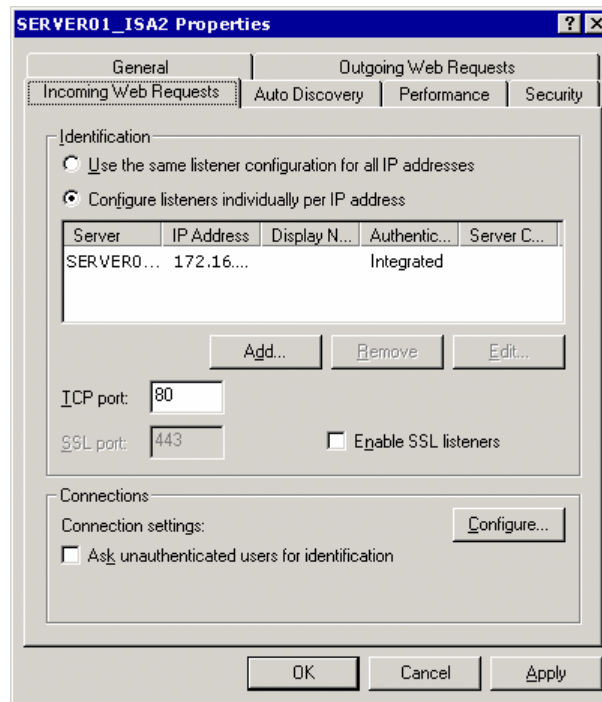 SERVER01_ISA2 Properties
General Outgoing Web Requests
Incoming Web Requests Auto Discovery Performance Security
Identification
Use the same listener configuration for all IP addresses
Configure listeners individually per IP address
Server IP Address Display N... Authentic... Server C...
SERVER0... 172.16.... Integrated
Add... Remove Edit...
TCP port: 80
SSL port: 443 Enable SSL listeners
Connections
Connection settings: Configure...
Ask unauthenticated users for identification
OK Cancel Apply